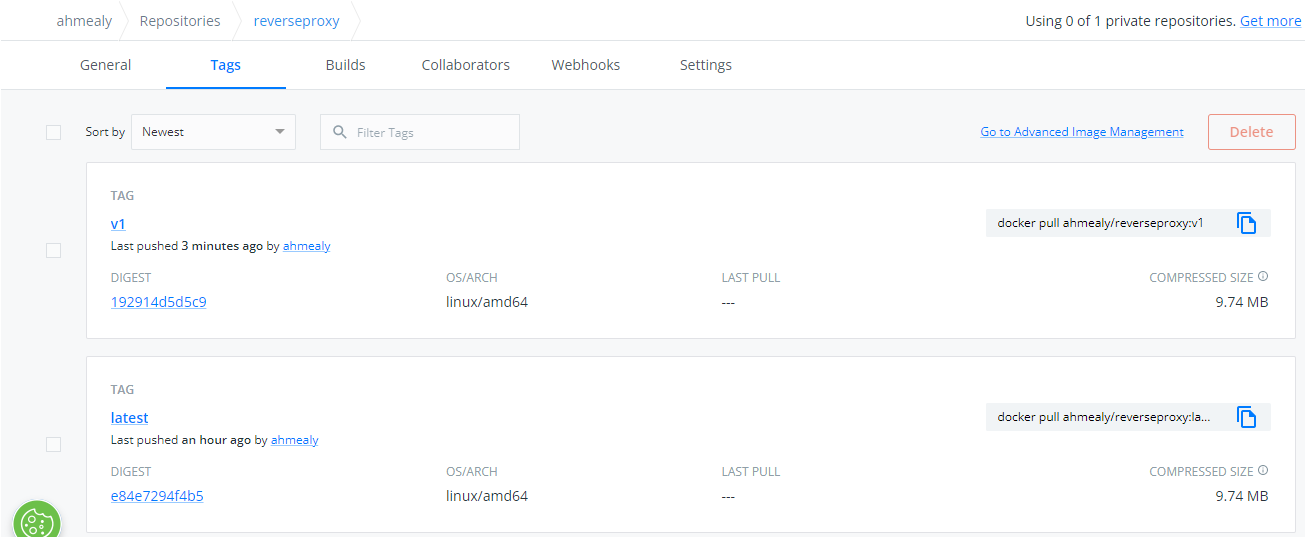 ahmealy Repositories reverseproxy Using 0 of 1 private repositories. Get more
General Tags Builds Collaborators Webhooks Settings
Sort by Newest Filter Tags Go to Advanced Image Management Delete
TAG
v1 docker pull ahmealy/reverseproxy:v1
Last pushed 3 minutes ago by ahmealy
DIGEST OS/ARCH LAST PULL COMPRESSED SIZE
192914d5d5c9 linux/amd64 --- 9.74 MB
TAG
latest docker pull ahmealy/reverseproxy:la...
Last pushed an hour ago by ahmealy
DIGEST OS/ARCH LAST PULL COMPRESSED SIZE
e84e7294f4b5 linux/amd64 --- 9.74 MB